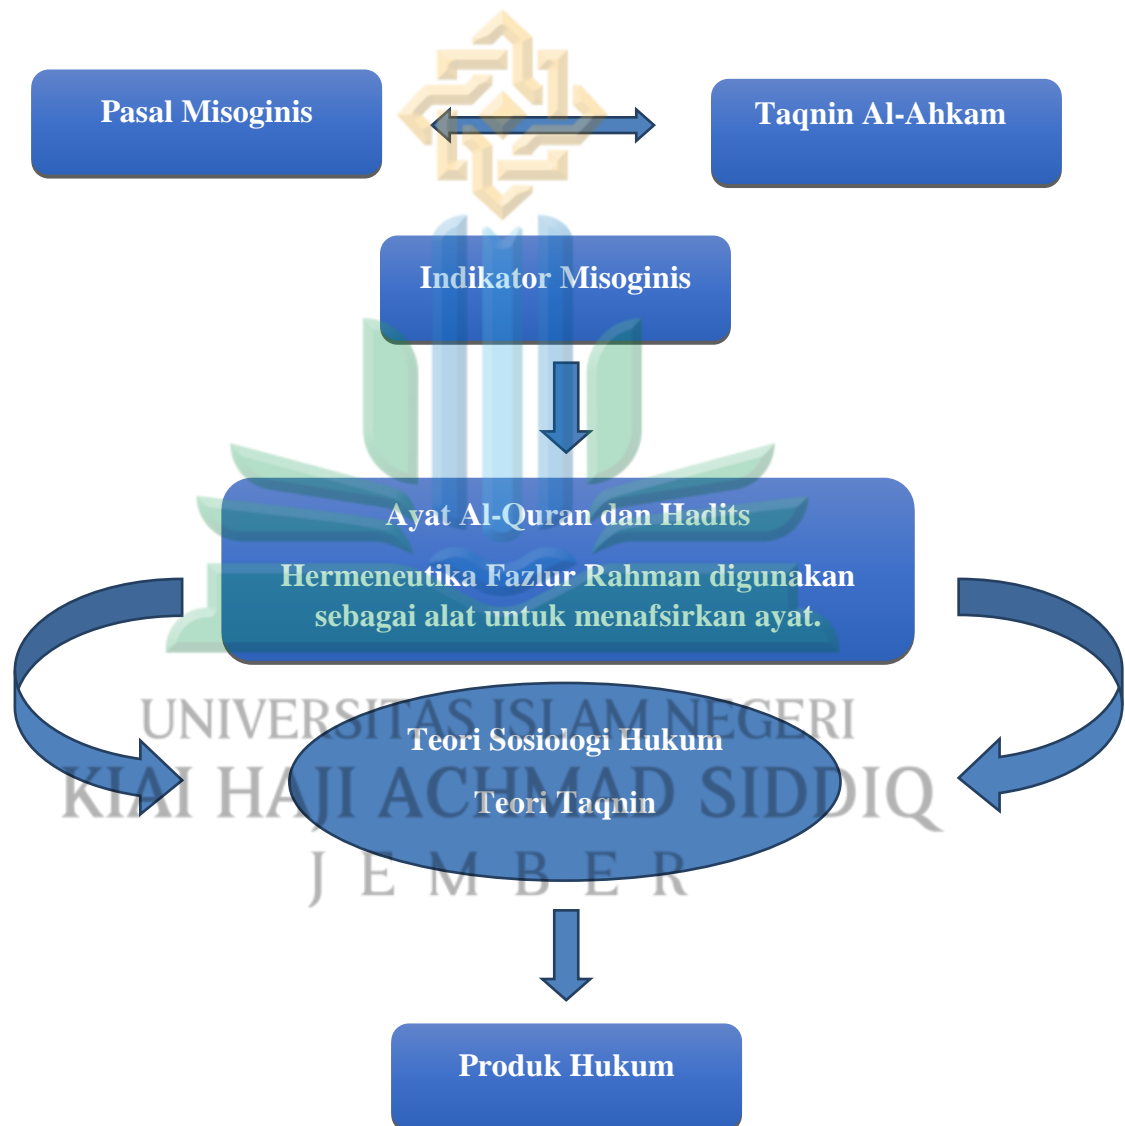 Pasal Misoginis
Taqnin Al-Ahkam
Indikator Misoginis
Ayat Al-Quran dan Hadits
Hermeneutika Fazlur Rahman digunakan
sebagai alat untuk menafsirkan ayat.
UNIVERSITAS ISLAM NEGERI
Teori Sosiologi Hukum
KIAI HAJI ACHMAD SIDDIQ
Teori Taqnin
JEMBER
Produk Hukum